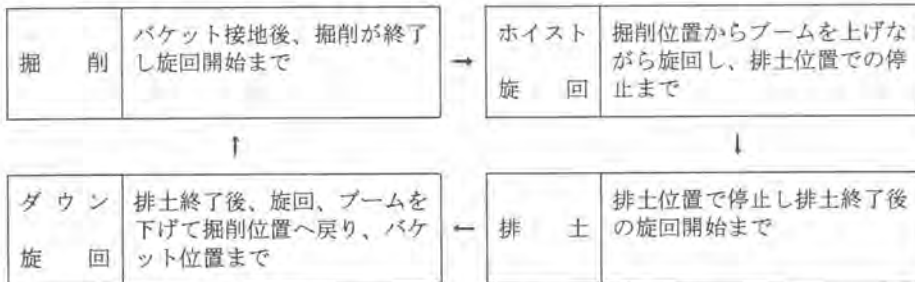 掘 削
バケット接地後、掘削が終了
し旋回開始まで
→
ホイスト
旋 回
掘削位置からブームを上げな
がら旋回し、排土位置での停
止まで
↑
↓
ダウン
旋 回
排土終了後、旋回、ブームを
下げて掘削位置へ戻り、バケ
ット位置まで
←
排 土
排土位置で停止し排土終了後
の旋回開始まで